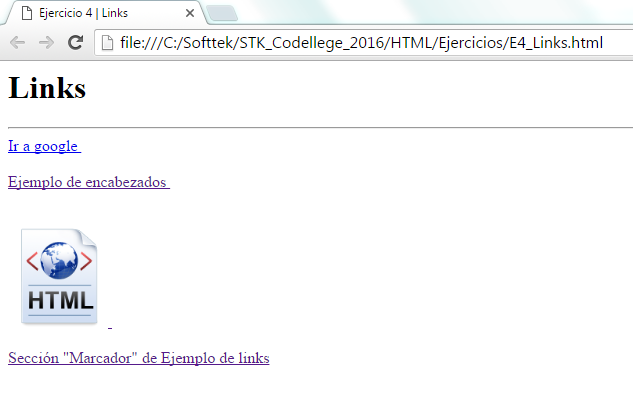 Ejercicio 4 | Links
file:///C:/Softtek/STK_Codellege_2016/HTML/Ejercicios/E4_Links.html
Links
Ir a google
Ejemplo de encabezados
HTML
Sección "Marcador" de Ejemplo de links